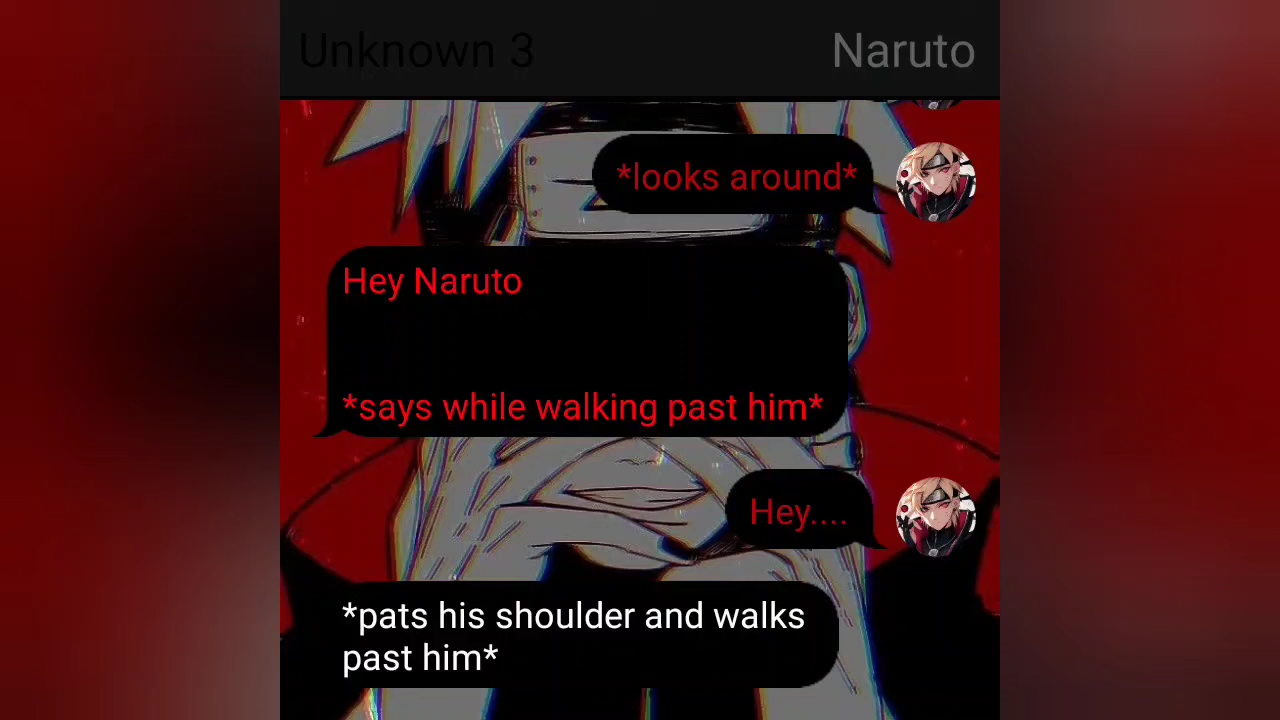 Unknown 3
Naruto
*looks around*
Hey Naruto
*says while walking past him*
Hey....
*pats his shoulder and walks
past him*